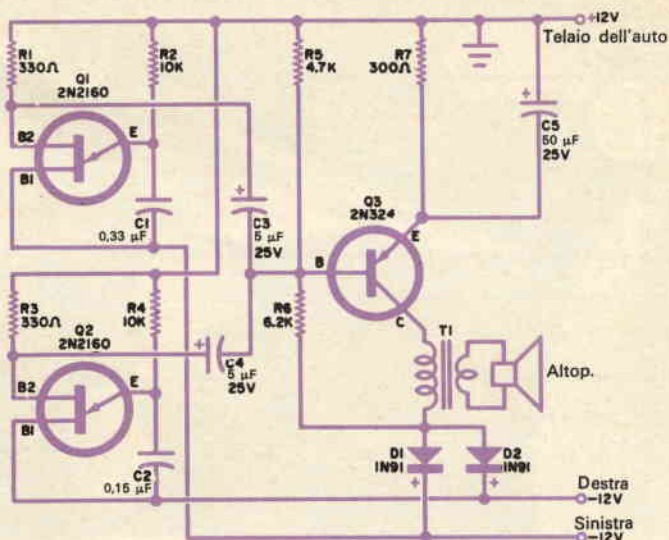 +12V
Telaio dell'auto
R1
330Ω
R2
10K
Q1
2N2160
B2
E
B1
C1
0,33 µF
+
C3
5 µF
25V
R5
4.7K
R7
300Ω
+
C5
50 µF
25V
Q3
2N324
E
B
C
R3
330Ω
R4
10K
Q2
2N2160
B2
E
B1
C2
0,15 µF
+
C4
5 µF
25V
R6
6.2K
T1
Altop.
D1
1N91
+
D2
1N91
+
Destra
-12V
Sinistra
-12V